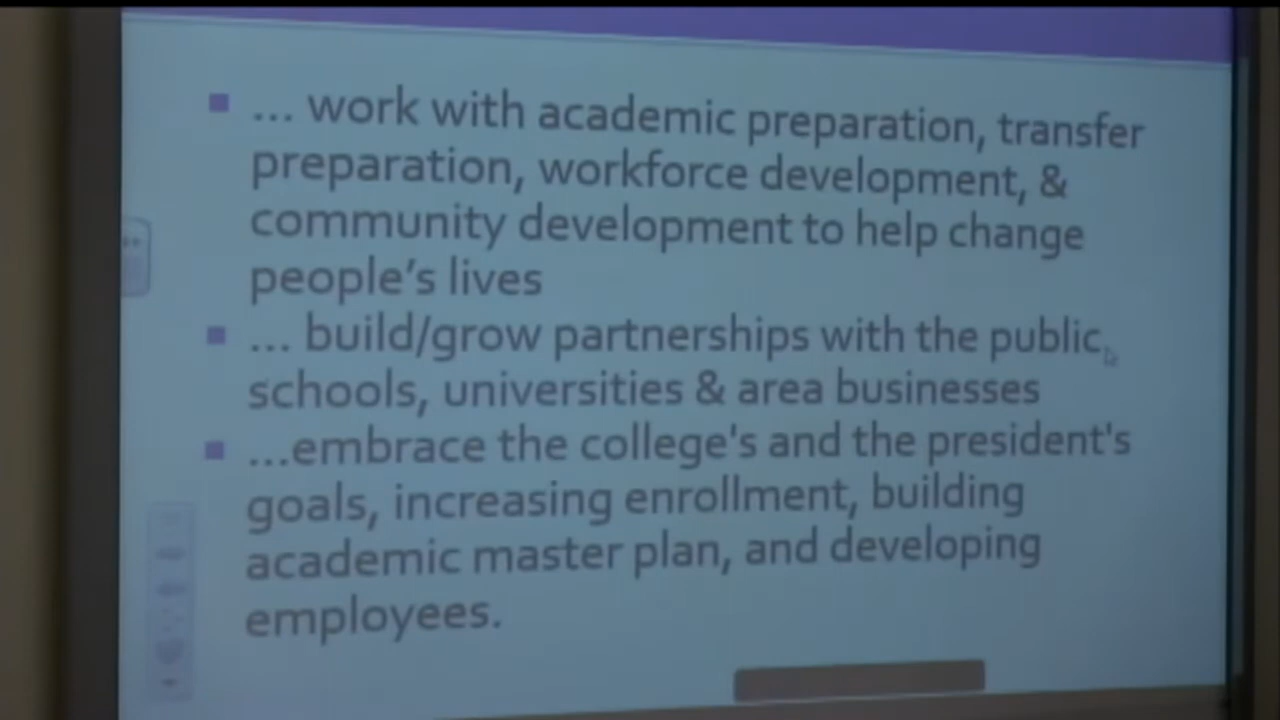 ... work with academic preparation, transfer
preparation, workforce development, &
community development to help change
people's lives
... build/grow partnerships with the public
schools, universities & area businesses
...embrace the college's and the president's
goals, increasing enrollment, building
academic master plan, and developing
employees.